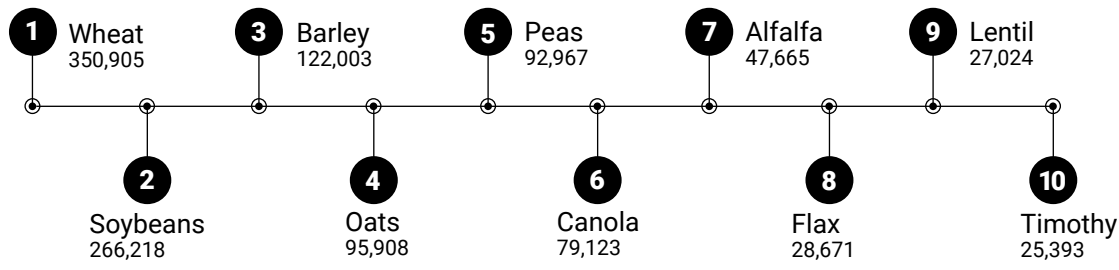 1
Wheat
350,905
2
Soybeans
266,218
3
Barley
122,003
4
Oats
95,908
5
Peas
92,967
6
Canola
79,123
7
Alfalfa
47,665
8
Flax
28,671
9
Lentil
27,024
10
Timothy
25,393